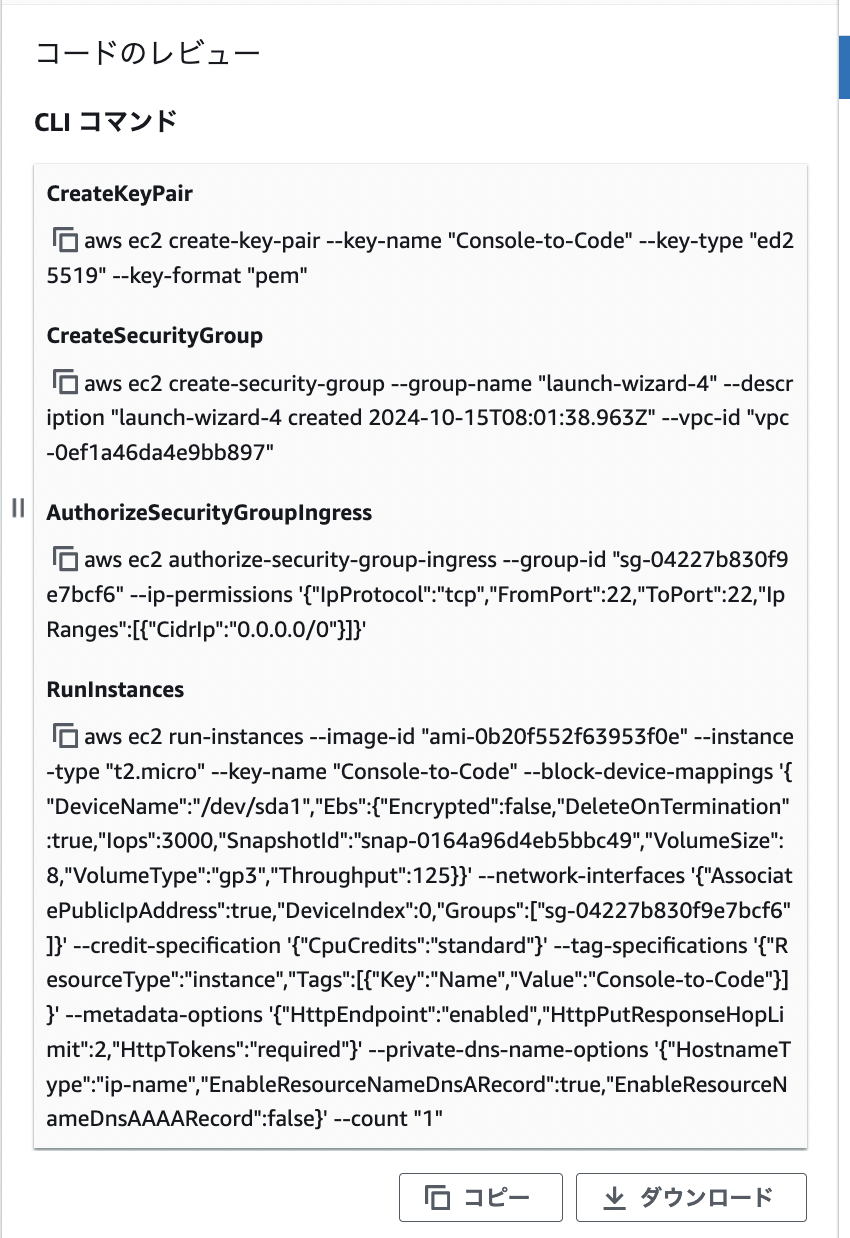 コードのレビュー
CLI コマンド
CreateKeyPair
aws ec2 create-key-pair --key-name "Console-to-Code" --key-type "ed2
5519" --key-format "pem"
CreateSecurityGroup
aws ec2 create-security-group --group-name "launch-wizard-4" --descr
iption "launch-wizard-4 created 2024-10-15T08:01:38.963Z" --vpc-id "vpc
-0ef1a46da4e9bb897"
AuthorizeSecurityGroupIngress
aws ec2 authorize-security-group-ingress --group-id "sg-04227b830f9
e7bcf6" --ip-permissions '{"IpProtocol":"tcp","FromPort":22,"ToPort":22,"Ip
Ranges":[{"CidrIp":"0.0.0.0/0"}]}'
RunInstances
aws ec2 run-instances --image-id "ami-0b20f552f63953f0e" --instance
-type "t2.micro" --key-name "Console-to-Code" --block-device-mappings '{
"DeviceName":"/dev/sda1","Ebs":{"Encrypted":false,"DeleteOnTermination"
:true,"Iops":3000,"SnapshotId":"snap-0164a96d4eb5bbc49","VolumeSize":
8,"VolumeType":"gp3","Throughput":125}}' --network-interfaces '{"Associat
ePublicIpAddress":true,"DeviceIndex":0,"Groups":["sg-04227b830f9e7bcf6"
]}' --credit-specification '{"CpuCredits":"standard"}' --tag-specifications '{"R
esourceType":"instance","Tags":[{"Key":"Name","Value":"Console-to-Code"}]
}' --metadata-options '{"HttpEndpoint":"enabled","HttpPutResponseHopLi
mit":2,"HttpTokens":"required"}' --private-dns-name-options '{"HostnameT
ype":"ip-name","EnableResourceNameDnsARecord":true,"EnableResourceN
ameDnsAAAARecord":false}' --count "1"
コピー
ダウンロード